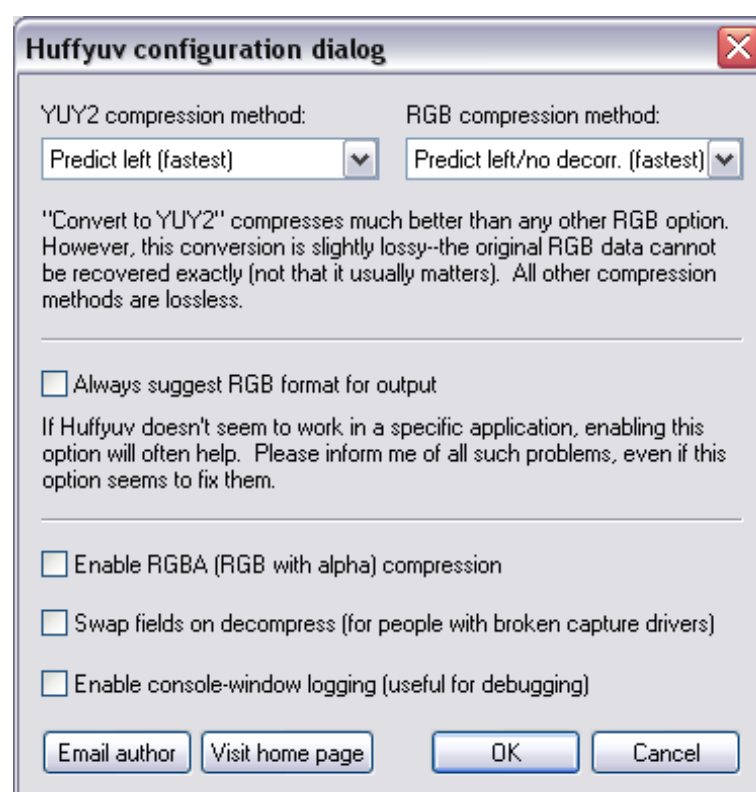 Huffyuv configuration dialog
YUY2 compression method:
RGB compression method:
Predict left (fastest)
Predict left/no decorr. (fastest)
"Convert to YUY2" compresses much better than any other RGB option.
However, this conversion is slightly lossy--the original RGB data cannot
be recovered exactly (not that it usually matters).  All other compression
methods are lossless.
Always suggest RGB format for output
If Huffyuv doesn't seem to work in a specific application, enabling this
option will often help.  Please inform me of all such problems, even if this
option seems to fix them.
Enable RGBA (RGB with alpha) compression
Swap fields on decompress (for people with broken capture drivers)
Enable console-window logging (useful for debugging)
Email author
Visit home page
OK
Cancel